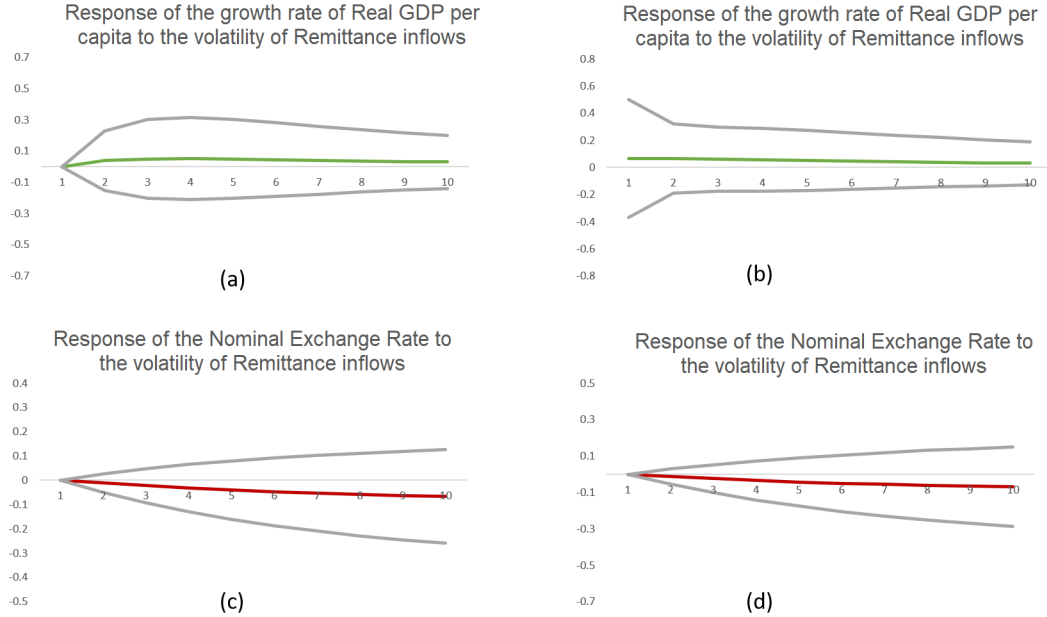 Response of the growth rate of Real GDP per
capita to the volatility of Remittance inflows
0.7
0.5
0.3
0.1
-0.1
-0.3
-0.5
-0.7
1 2 3 4 5 6 7 8 9 10
(a)
Response of the growth rate of Real GDP per
capita to the volatility of Remittance inflows
0.8
0.6
0.4
0.2
0
-0.2
-0.4
-0.6
-0.8
1 2 3 4 5 6 7 8 9 10
(b)
Response of the Nominal Exchange Rate to
the volatility of Remittance inflows
0.4
0.3
0.2
0.1
0
-0.1
-0.2
-0.3
-0.4
-0.5
1 2 3 4 5 6 7 8 9 10
(c)
Response of the Nominal Exchange Rate to
the volatility of Remittance inflows
0.5
0.3
0.1
-0.1
-0.3
-0.5
-0.7
1 2 3 4 5 6 7 8 9 10
(d)